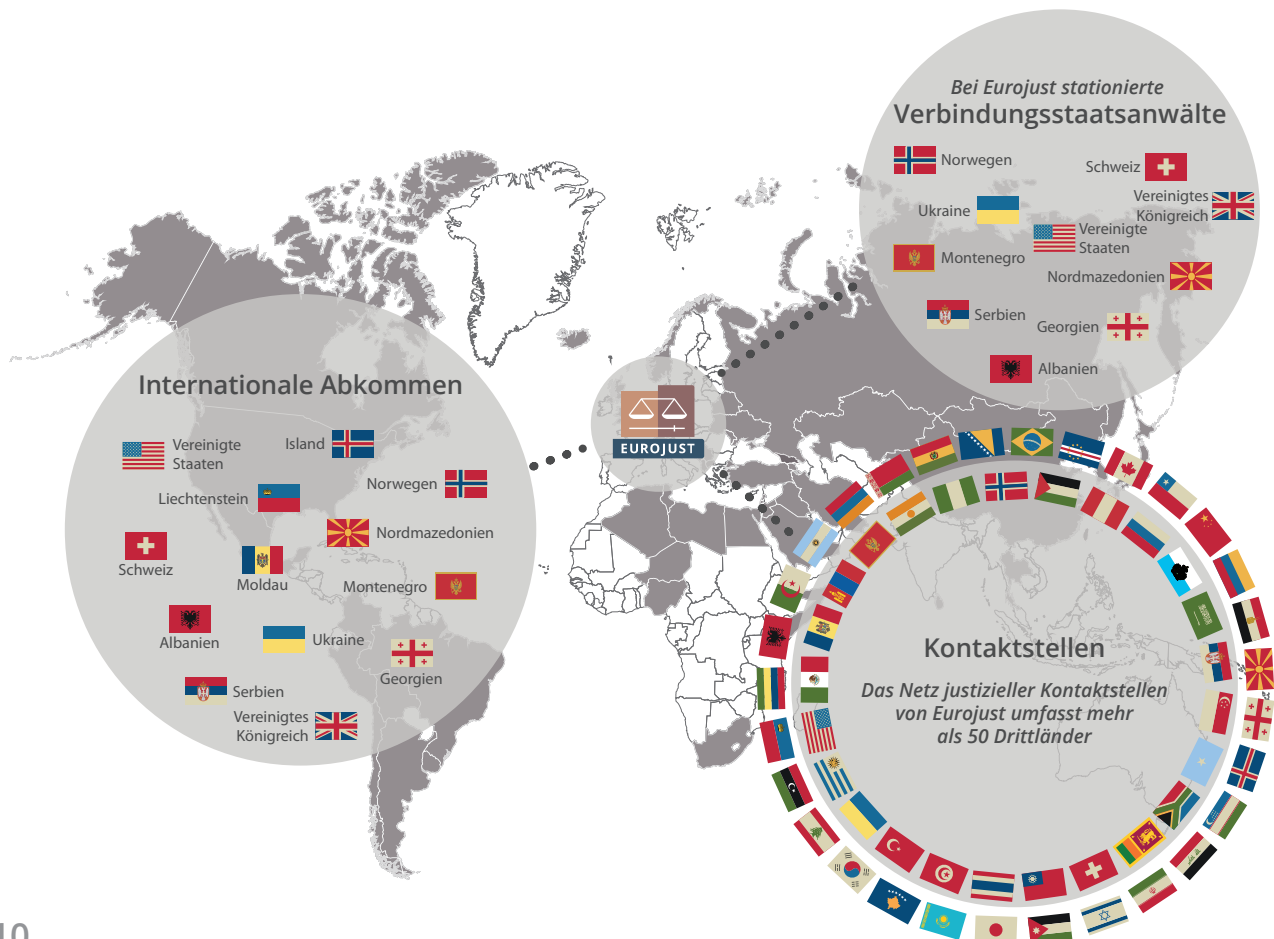 Bei Eurojust stationierte
Verbindungsstaatsanwälte
Norwegen
Schweiz
Ukraine
Vereinigtes
Königreich
Vereinigte
Staaten
Montenegro
Nordmazedonien
Serbien
Georgien
Albanien
EUROJUST
Internationale Abkommen
Vereinigte
Staaten
Island
Liechtenstein
Norwegen
Schweiz
Moldau
Nordmazedonien
Montenegro
Albanien
Ukraine
Georgien
Serbien
Vereinigtes
Königreich
Kontaktstellen
Das Netz justizieller Kontaktstellen
von Eurojust umfasst mehr
als 50 Drittländer
10